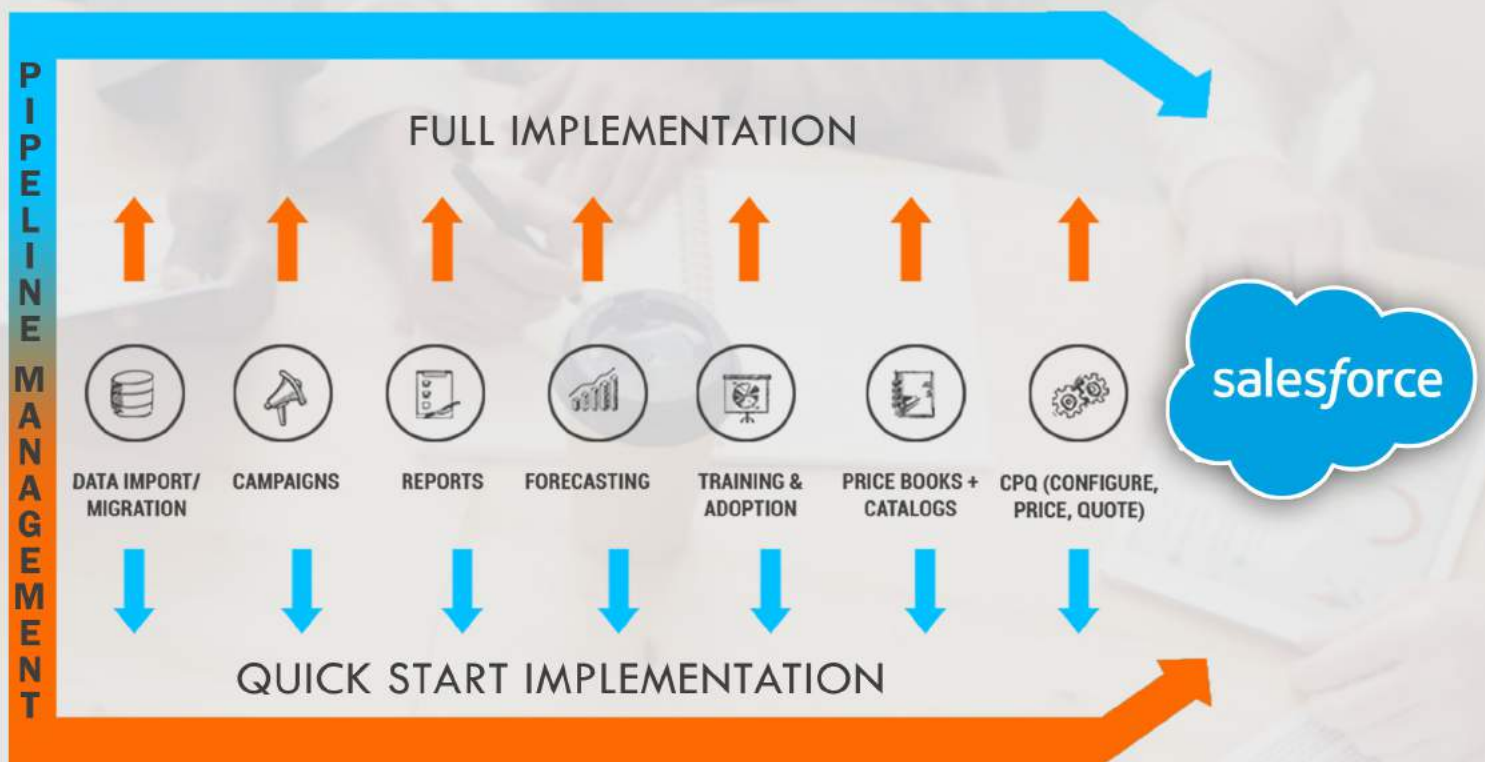 PIPELINE MANAGEMENT
FULL IMPLEMENTATION
DATA IMPORT/
MIGRATION
CAMPAIGNS
REPORTS
FORECASTING
TRAINING &
ADOPTION
PRICE BOOKS +
CATALOGS
CPQ (CONFIGURE,
PRICE, QUOTE)
salesforce
QUICK START IMPLEMENTATION